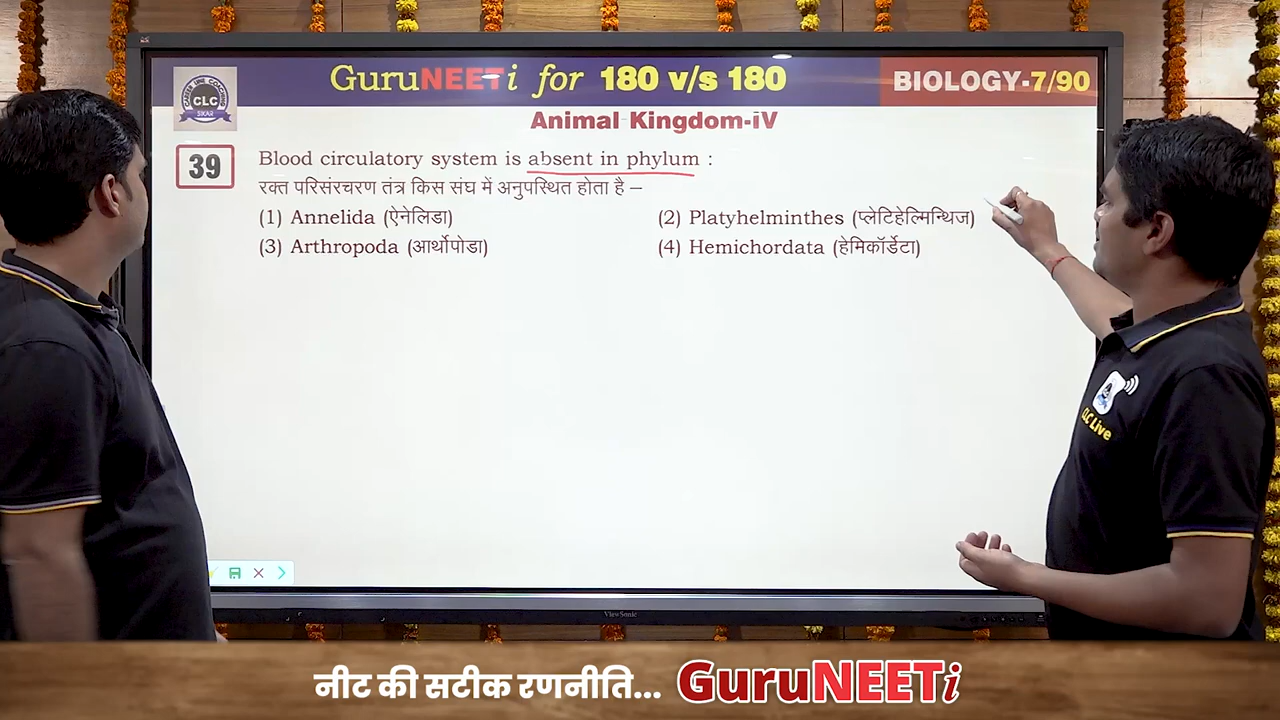 GuruNEETi for 180 v/s 180
BIOLOGY-7/90
CLC
SIKAR
Animal Kingdom-iV
39
Blood circulatory system is absent in phylum :
रक्त परिसंरचरण तंत्र किस संघ में अनुपस्थित होता है –
(1) Annelida (ऐनेलिडा)
(2) Platyhelminthes (प्लेटिहेल्मिन्थिज)
(3) Arthropoda (आर्थोपोडा)
(4) Hemichordata (हेमिकॉर्डेटा)
CLC Live
ViewSonic
नीट की सटीक रणनीति... GuruNEETi